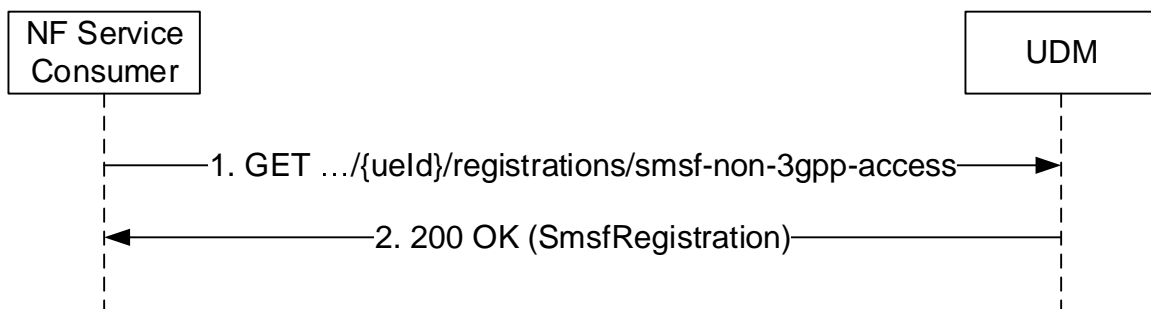 NF Service
Consumer
UDM
1. GET …/{ueId}/registrations/smsf-non-3gpp-access
2. 200 OK (SmsfRegistration)